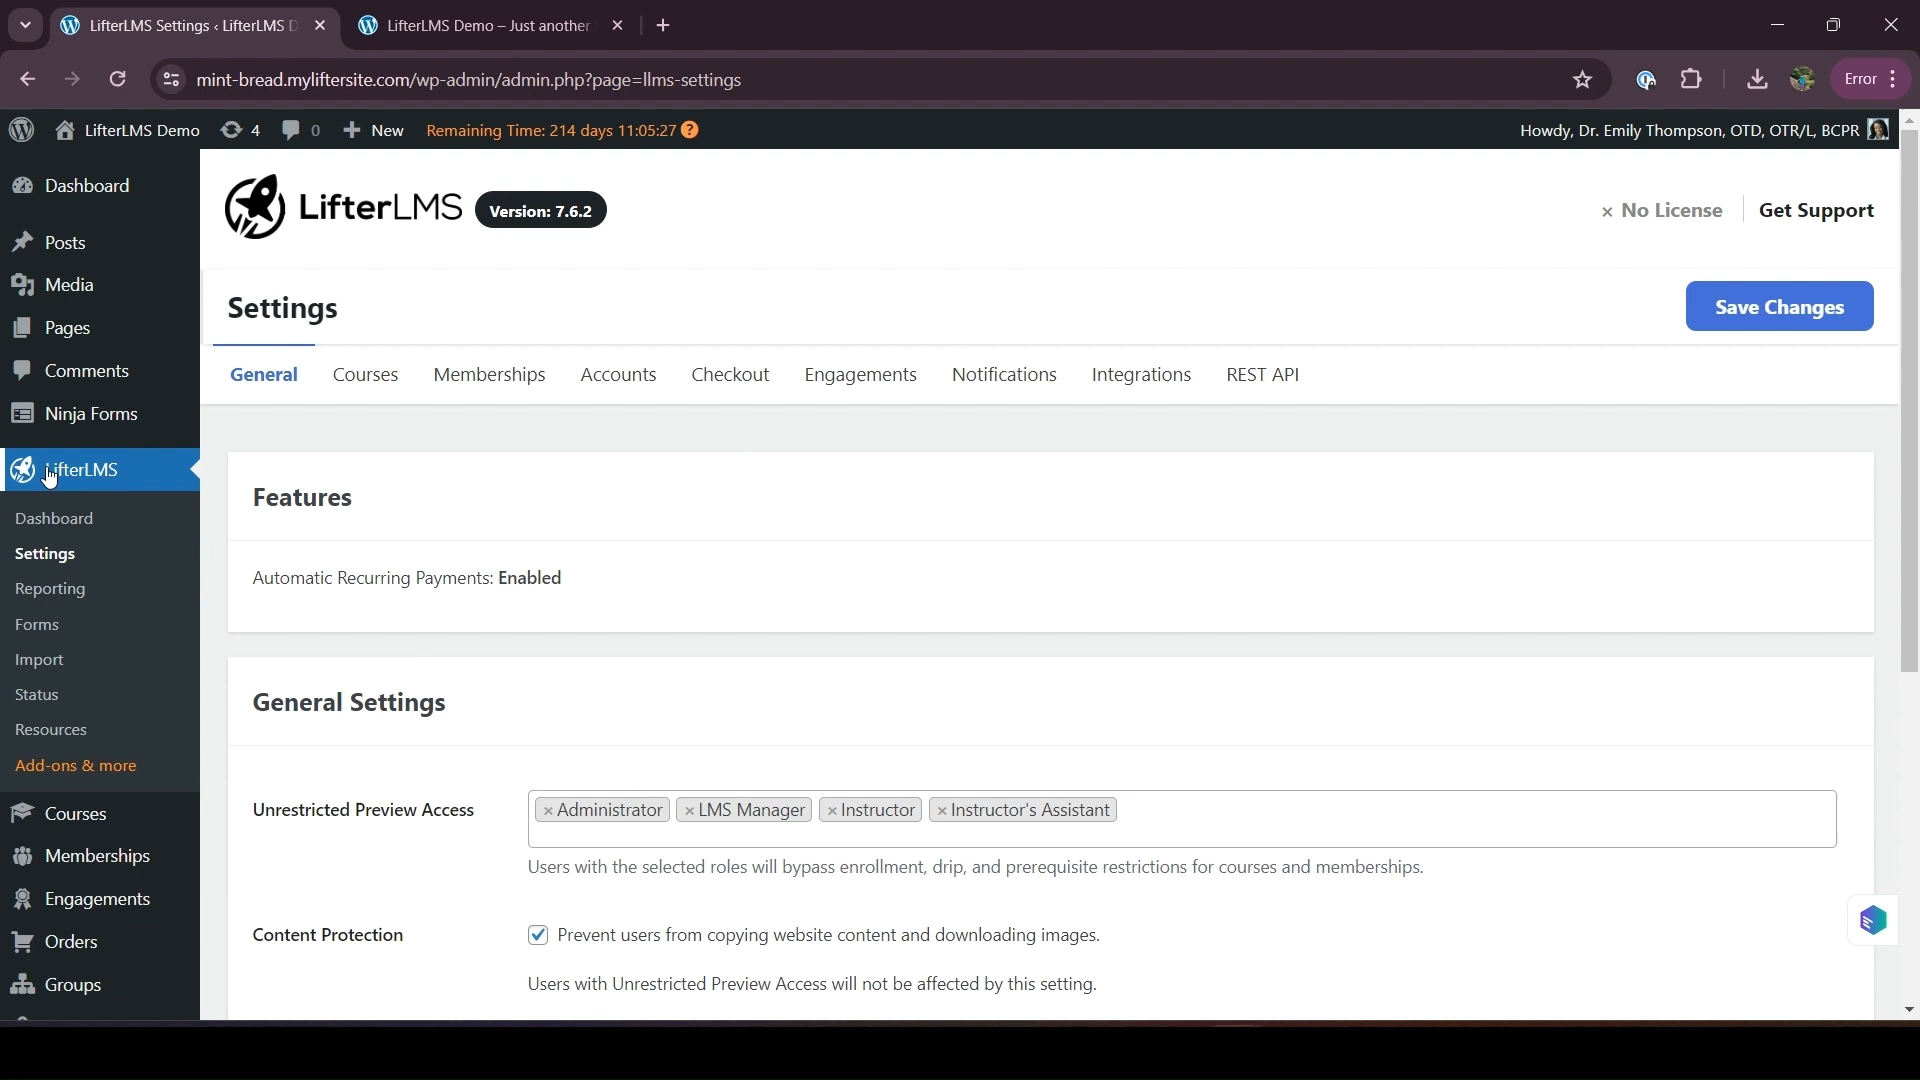 LifterLMS Settings ‹ LifterLMS D
LifterLMS Demo – Just another
mint-bread.myliftersite.com/wp-admin/admin.php?page=llms-settings
Error
LifterLMS Demo
4
0
New
Remaining Time: 214 days 11:05:27
Howdy, Dr. Emily Thompson, OTD, OTR/L, BCPR
Dashboard
Posts
Media
Pages
Comments
Ninja Forms
LifterLMS
Dashboard
Settings
Reporting
Forms
Import
Status
Resources
Add-ons & more
Courses
Memberships
Engagements
Orders
Groups
LifterLMS
Version: 7.6.2
× No License
Get Support
Settings
Save Changes
General
Courses
Memberships
Accounts
Checkout
Engagements
Notifications
Integrations
REST API
Features
Automatic Recurring Payments: Enabled
General Settings
Unrestricted Preview Access
× Administrator × LMS Manager × Instructor × Instructor's Assistant
Users with the selected roles will bypass enrollment, drip, and prerequisite restrictions for courses and memberships.
Content Protection
Prevent users from copying website content and downloading images.
Users with Unrestricted Preview Access will not be affected by this setting.